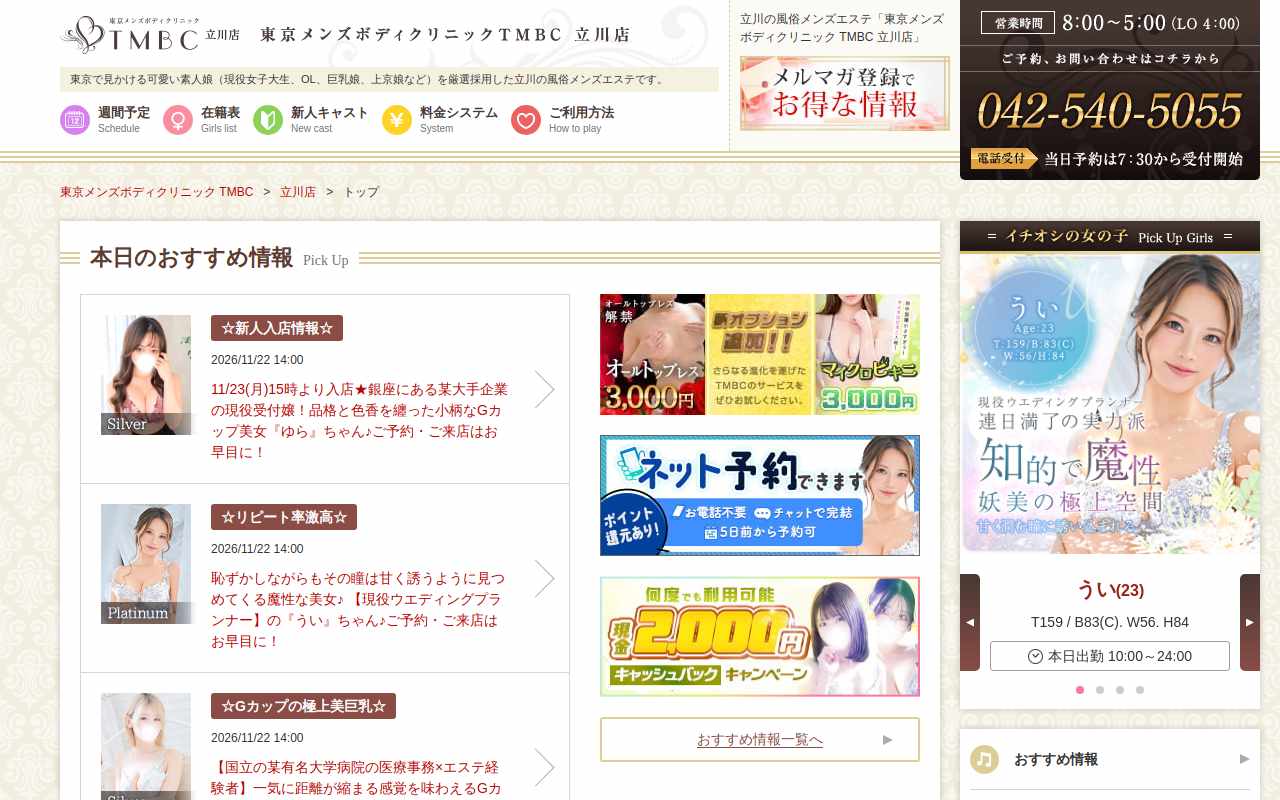 東京メンズボディクリニック
TMBC 立川店
東京メンズボディクリニックTMBC 立川店
東京で見かける可愛い素人娘（現役女子大生、OL、巨乳娘、上京娘など）を厳選採用した立川の風俗メンズエステです。
週間予定
Schedule
在籍表
Girls list
新人キャスト
New cast
料金システム
System
ご利用方法
How to play
立川の風俗メンズエステ「東京メンズ
ボディクリニック TMBC 立川店」
メルマガ登録で
お得な情報
営業時間 8:00～5:00 (LO 4:00)
ご予約、お問い合わせはコチラから
042-540-5055
電話受付 当日予約は7:30から受付開始
東京メンズボディクリニック TMBC > 立川店 > トップ
本日のおすすめ情報 Pick Up
☆新人入店情報☆
2026/11/22 14:00
11/23(月)15時より入店★銀座にある某大手企業
の現役受付嬢！品格と色香を纏った小柄なGカ
ップ美女『ゆら』ちゃん♪ご予約・ご来店はお
早目に！
Silver
☆リピート率激高☆
2026/11/22 14:00
恥ずかしながらもその瞳は甘く誘うように見つ
めてくる魔性な美女♪ 【現役ウエディングプラ
ンナー】の『うい』ちゃん♪ご予約・ご来店は
お早目に！
Platinum
☆Gカップの極上美巨乳☆
2026/11/22 14:00
【国立の某有名大学病院の医療事務×エステ経
験者】一気に距離が縮まる感覚を味わえるGカ
オールトップレス
解禁
オールトップレス
3,000円
新オプション
追加!!
さらなる進化を遂げた
TMBCのサービスを
ぜひお試しください。
マイクロビキニ
3,000円
ネット予約できます
お電話不要 チャットで完結
5日前から予約可
ポイント
還元あり!
何度でも利用可能
現金 2,000円
キャッシュバック キャンペーン
おすすめ情報一覧へ
= イチオシの女の子 Pick Up Girls =
うい
Age:23
T:159/B:83(C)
W:56/H:84
現役ウエディングプランナー
連日満了の実力派
知的で魔性
妖美の極上空間
うい(23)
T159 / B83(C). W56. H84
本日出勤 10:00～24:00
おすすめ情報